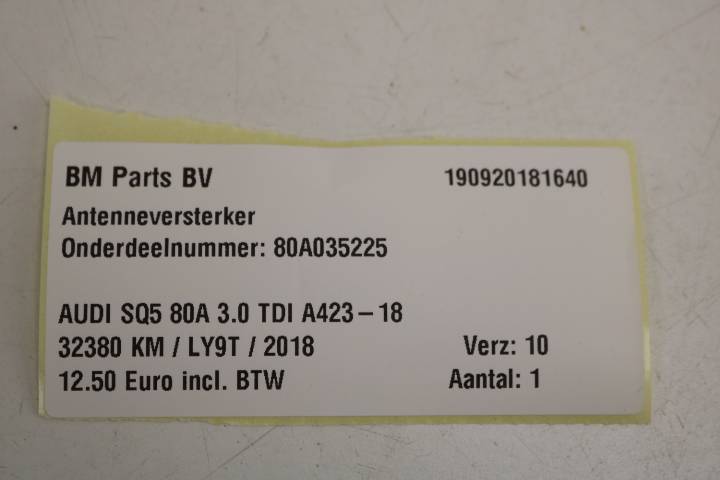 BM Parts BV 190920181640
Antenneversterker
Onderdeelnummer: 80A035225
AUDI SQ5 80A 3.0 TDI A423-18
32380 KM / LY9T / 2018 Verz: 10
12.50 Euro incl. BTW Aantal: 1